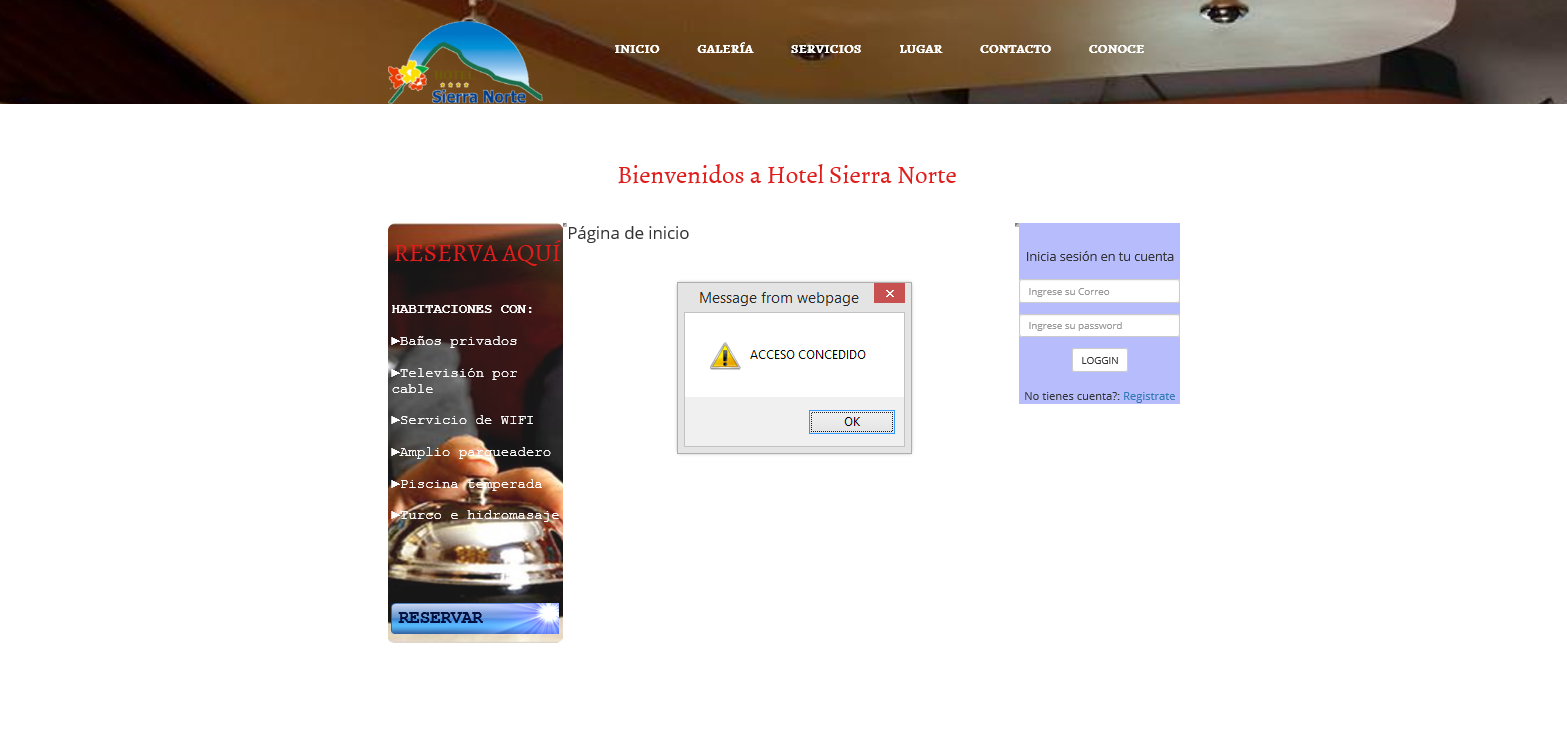 Sierra Norte
INICIO GALERÍA SERVICIOS LUGAR CONTACTO CONOCE
Bienvenidos a Hotel Sierra Norte
RESERVA AQUÍ
HABITACIONES CON:
►Baños privados
►Televisión por
cable
►Servicio de WIFI
►Amplio parqueadero
►Piscina temperada
►Turco e hidromasaje
RESERVAR
Página de inicio
Message from webpage
ACCESO CONCEDIDO
OK
Inicia sesión en tu cuenta
Ingrese su Correo
Ingrese su password
LOGGIN
No tienes cuenta?: Registrate